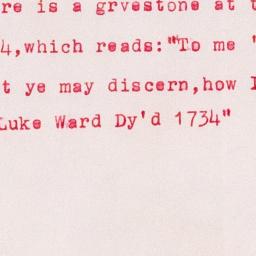 re is a grvestone at t
4,which reads:"To me '
t ye may discern,how I
Luke Ward Dy'd 1734"